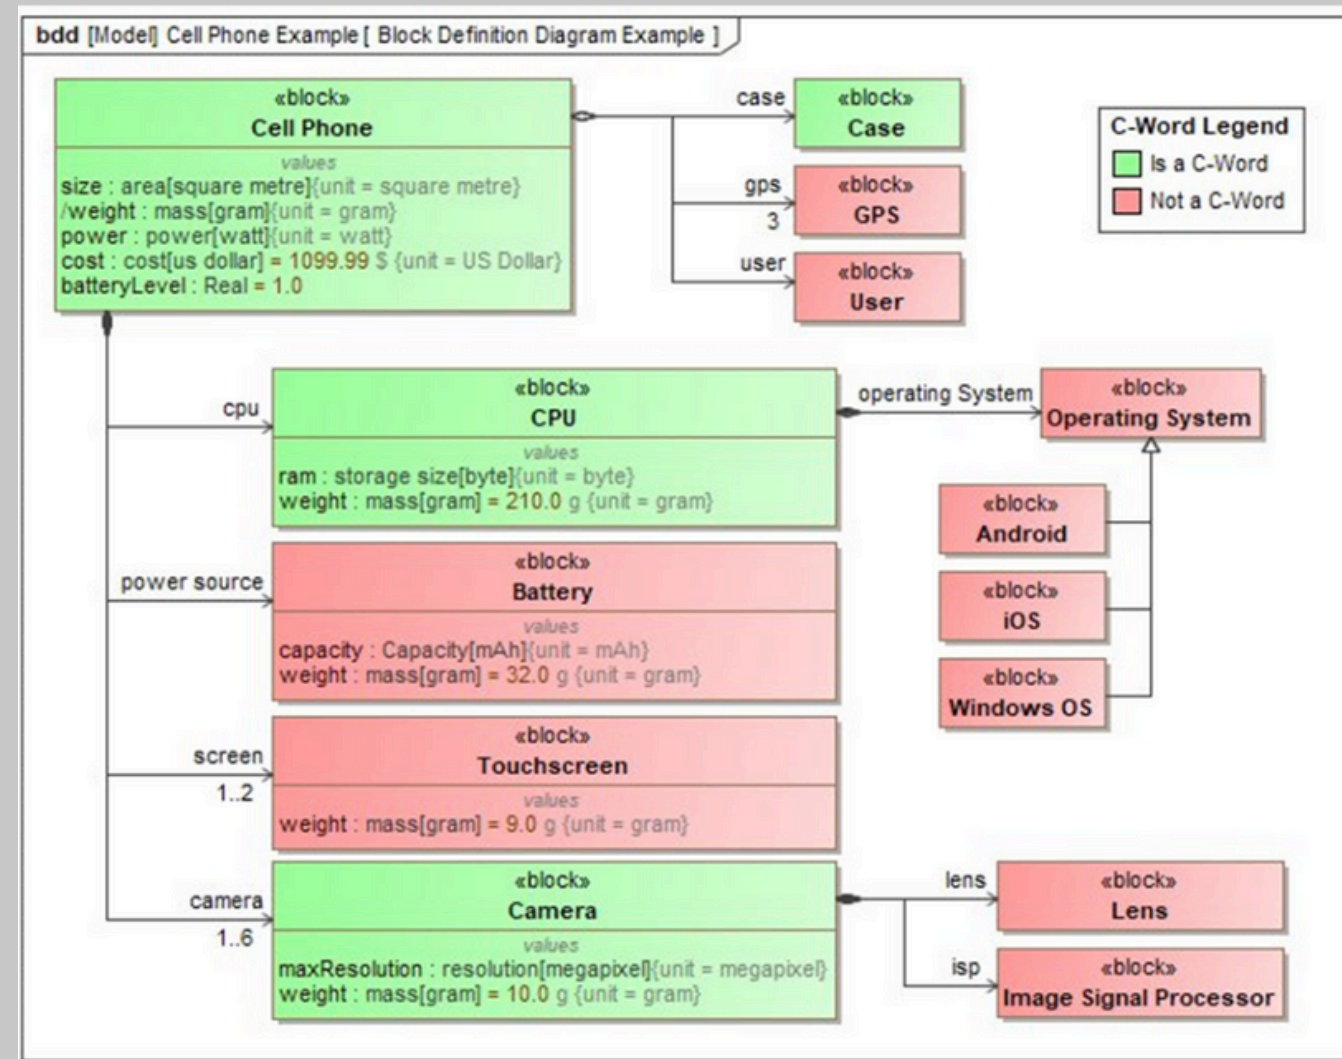 bdd [Model] Cell Phone Example [ Block Definition Diagram Example ]
«block»
Cell Phone
values
size : area[square metre]{unit = square metre}
/weight : mass[gram]{unit = gram}
power : power[watt]{unit = watt}
cost : cost[us dollar] = 1099.99 $ {unit = US Dollar}
batteryLevel : Real = 1.0
case
«block»
Case
gps
3
«block»
GPS
user
«block»
User
C-Word Legend
Is a C-Word
Not a C-Word
cpu
«block»
CPU
values
ram : storage size[byte]{unit = byte}
weight : mass[gram] = 210.0 g {unit = gram}
operating System
«block»
Operating System
«block»
Android
«block»
iOS
«block»
Windows OS
power source
«block»
Battery
values
capacity : Capacity[mAh]{unit = mAh}
weight : mass[gram] = 32.0 g {unit = gram}
screen
1..2
«block»
Touchscreen
values
weight : mass[gram] = 9.0 g {unit = gram}
camera
1..6
«block»
Camera
values
maxResolution : resolution[megapixel]{unit = megapixel}
weight : mass[gram] = 10.0 g {unit = gram}
lens
«block»
Lens
isp
«block»
Image Signal Processor